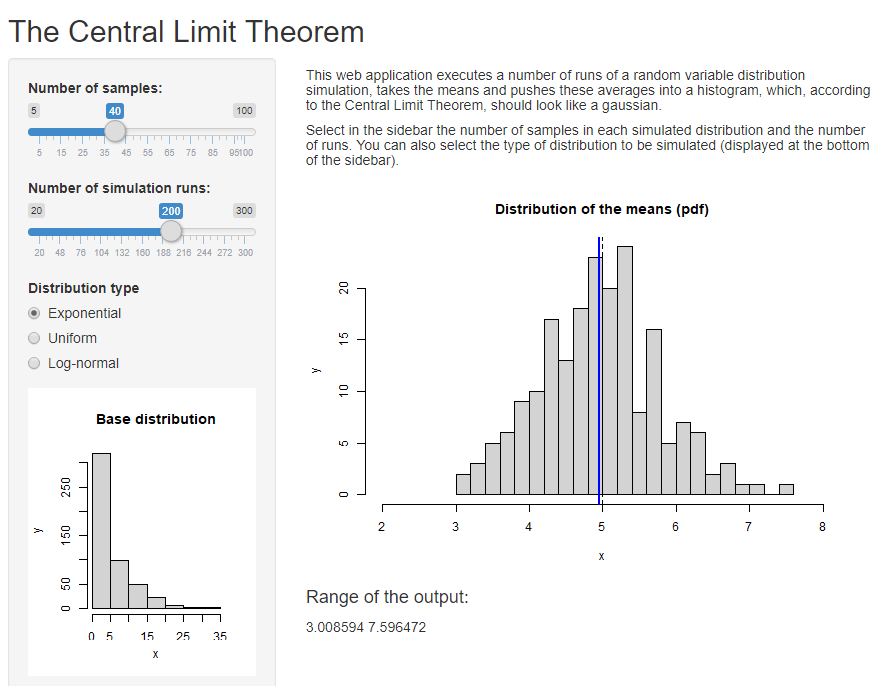 The Central Limit Theorem
Number of samples:
5 40 100
5 15 25 35 45 55 65 75 85 95100
Number of simulation runs:
20 200 300
20 48 76 104 132 160 188 216 244 272 300
Distribution type
Exponential
Uniform
Log-normal
Base distribution
250
150
50
0
y
0 5 15 25 35
x
This web application executes a number of runs of a random variable distribution
simulation, takes the means and pushes these averages into a histogram, which, according
to the Central Limit Theorem, should look like a gaussian.
Select in the sidebar the number of samples in each simulated distribution and the number
of runs. You can also select the type of distribution to be simulated (displayed at the bottom
of the sidebar).
Distribution of the means (pdf)
20
15
10
5
0
y
2 3 4 5 6 7 8
x
Range of the output:
3.008594 7.596472